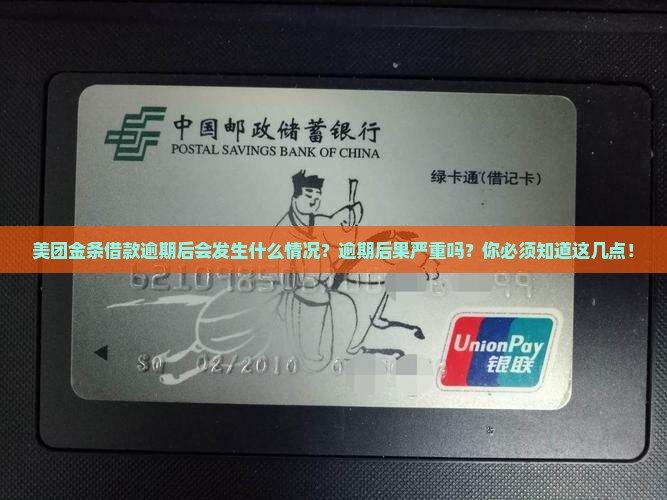 中国邮政储蓄银行
POSTAL SAVINGS BANK OF CHINA
绿卡通(借记卡)
美团金条借款逾期后会发生什么情况？逾期后果严重吗？你必须知道这几点！
UnionPay
银联
02/2010